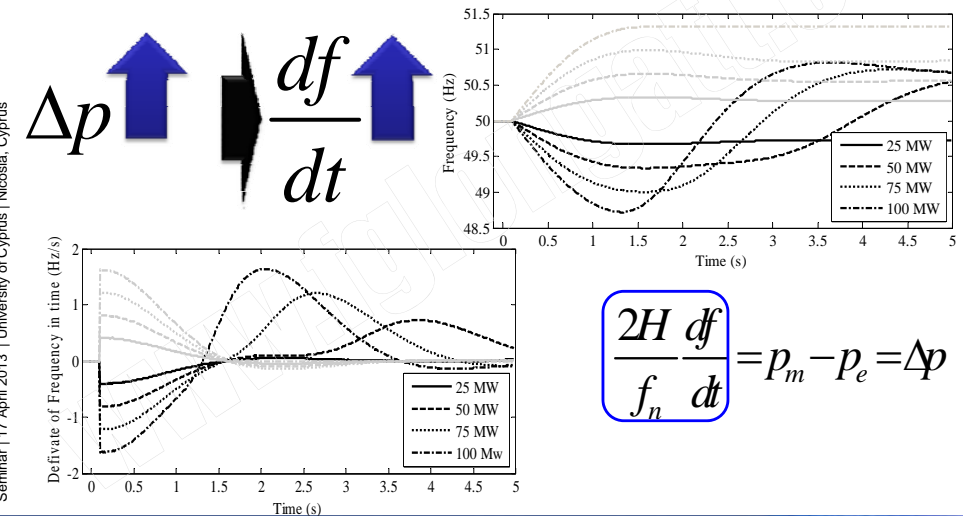 Seminar | 17 April 2013 | University of Cyprus | Nicosia, Cyprus
Δp
df
dt
51.5
51
50.5
50
49.5
49
48.5
Frequency (Hz)
0 0.5 1 1.5 2 2.5 3 3.5 4 4.5 5
Time (s)
25 MW
50 MW
75 MW
100 MW
2
1
0
-1
-2
Defivate of Frequency in time (Hz/s)
0 0.5 1 1.5 2 2.5 3 3.5 4 4.5 5
Time (s)
25 MW
50 MW
75 MW
100 Mw
2H/f_n df/dt = p_m - p_e = Δp